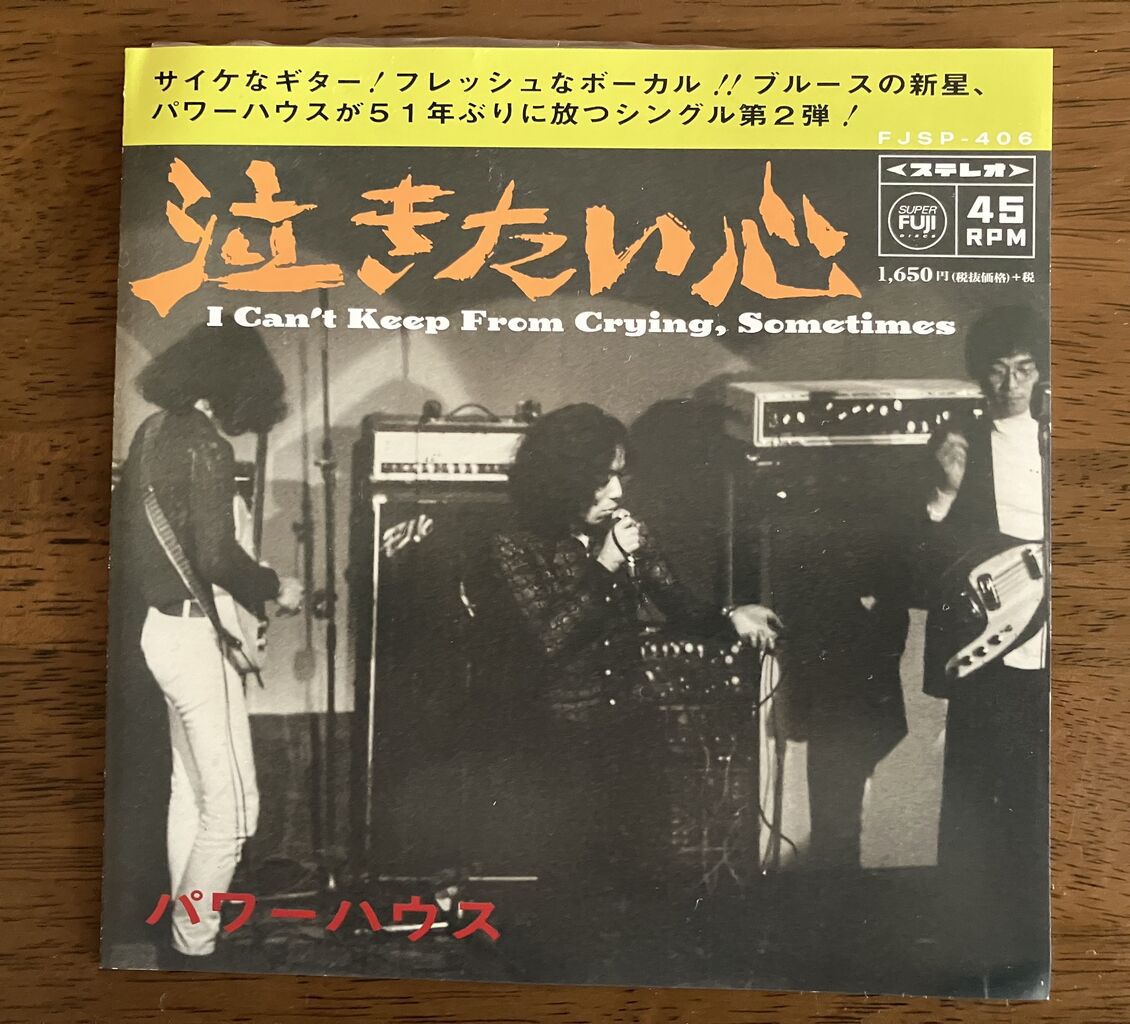 サイケなギター！フレッシュなボーカル!!ブルースの新星、
パワーハウスが51年ぶりに放つシングル第2弾！
FJSP-406
ステレオ
SUPER
FUJI
DISCS
45
RPM
1,650円(税抜価格)+税
泣きたい心
I Can't Keep From Crying, Sometimes
パワーハウス